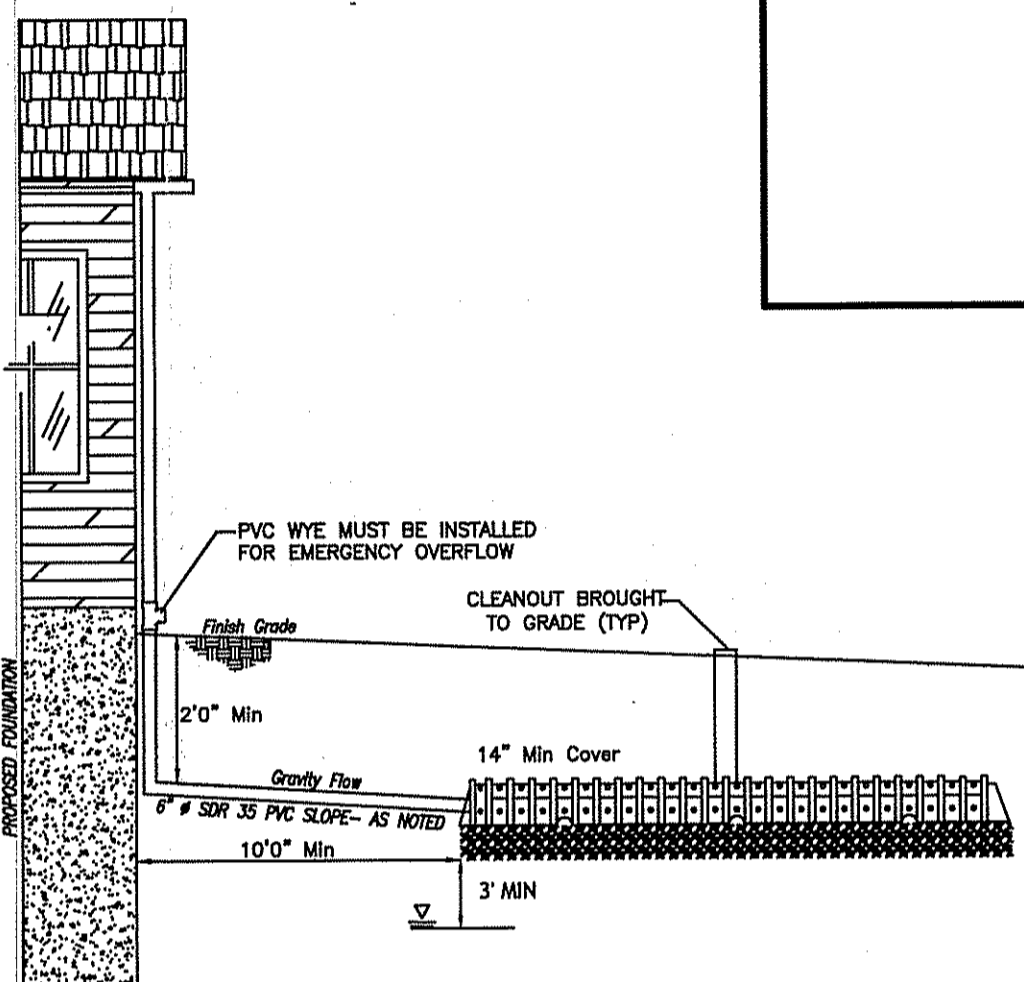 PVC WYE MUST BE INSTALLED
FOR EMERGENCY OVERFLOW
CLEANOUT BROUGHT
TO GRADE (TYP)
Finish Grade
2'0" Min
14" Min Cover
Gravity Flow
6" ø SDR 35 PVC SLOPE- AS NOTED
10'0" Min
3' MIN
PROPOSED FOUNDATION